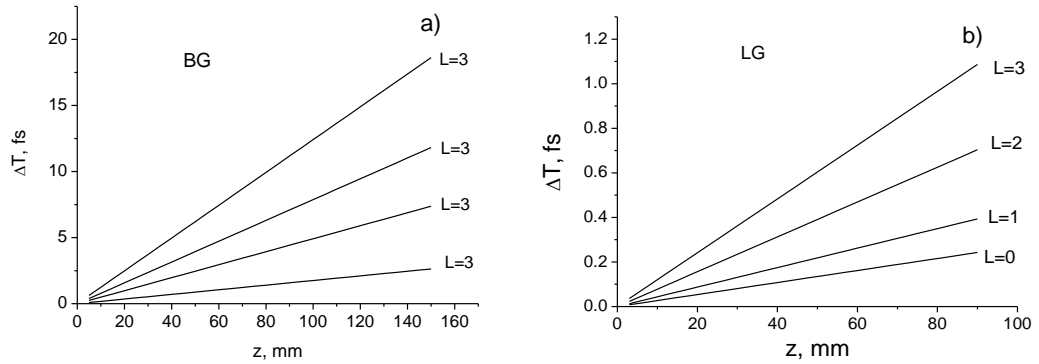 a)
BG
20
15
10
5
0
ΔT, fs
L=3
L=3
L=3
L=3
0 20 40 60 80 100 120 140 160
z, mm
b)
LG
1.2
1.0
0.8
0.6
0.4
0.2
0.0
ΔT, fs
L=3
L=2
L=1
L=0
0 20 40 60 80 100
z, mm